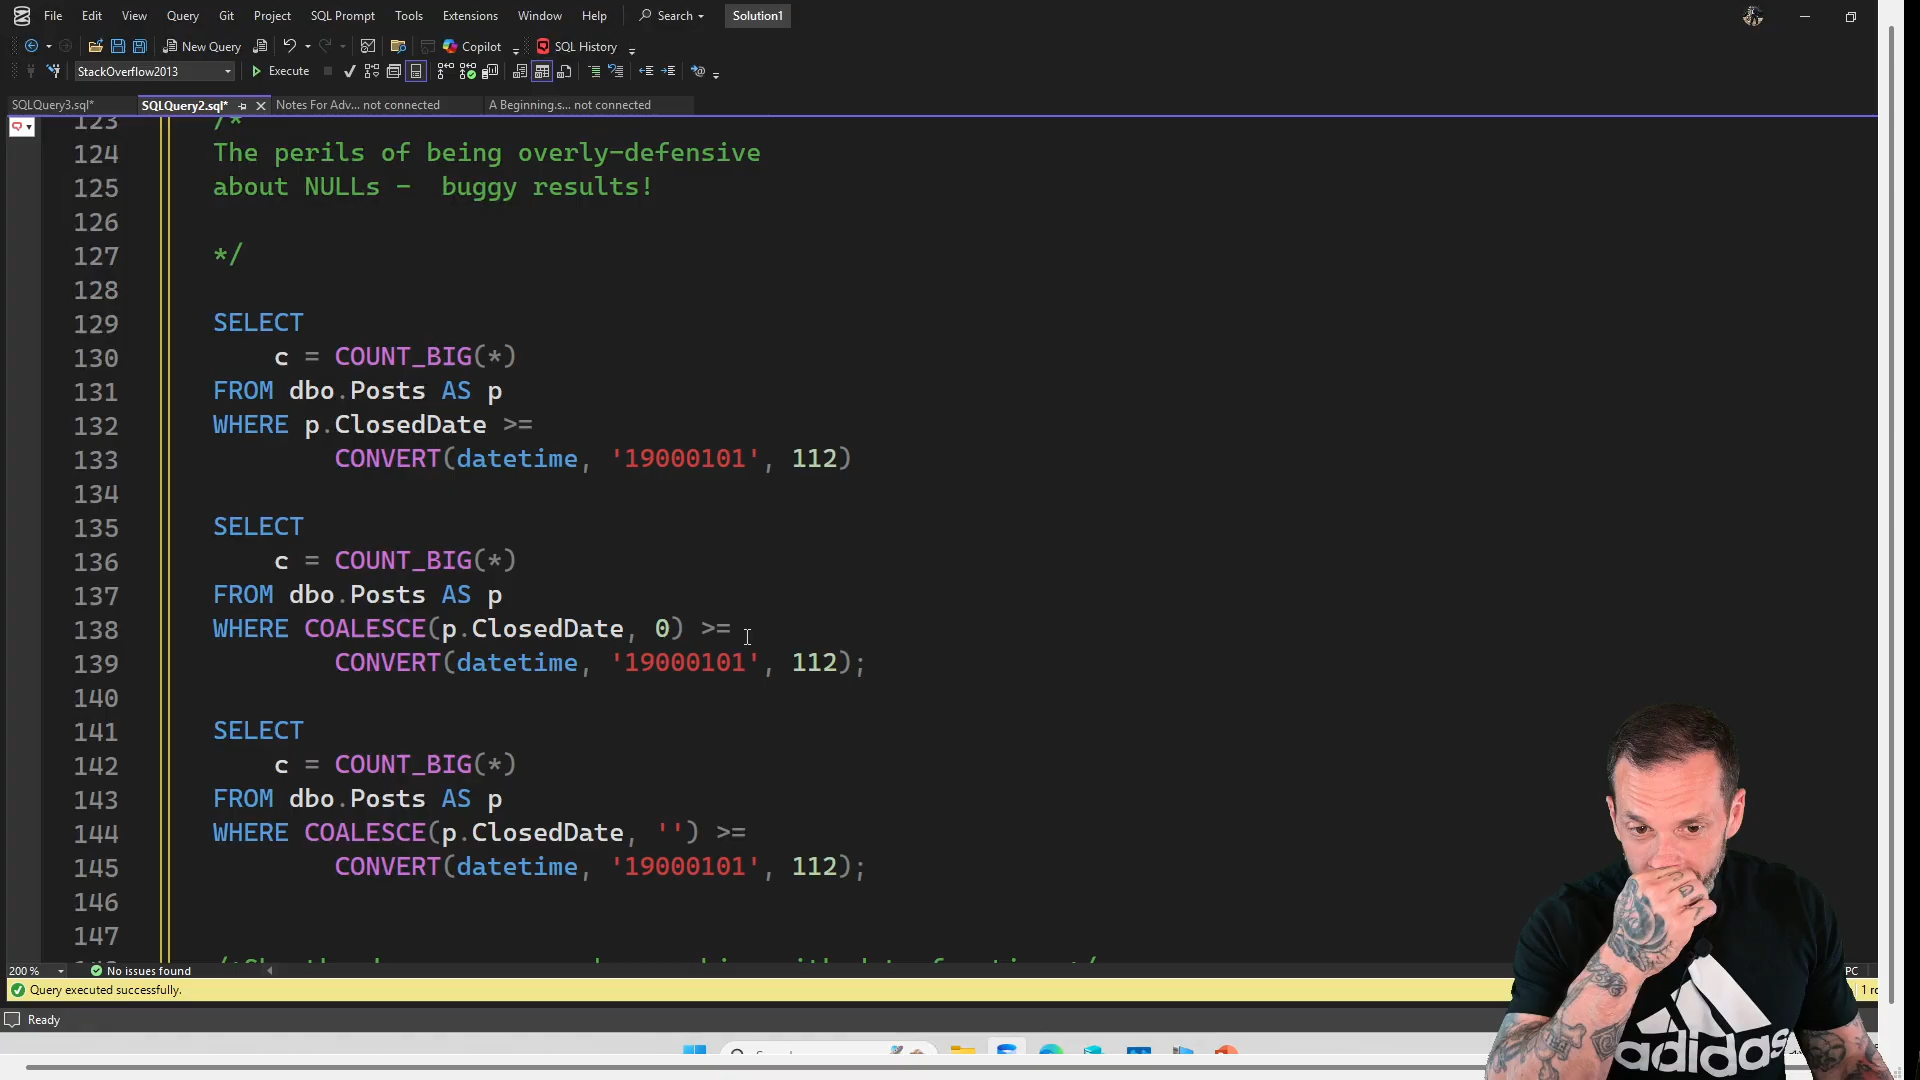 File Edit View Query Git Project SQL Prompt Tools Extensions Window Help Search Solution1
New Query Copilot SQL History
StackOverflow2013 Execute
SQLQuery3.sql* SQLQuery2.sql* Notes For Adv... not connected A Beginning.s... not connected
123 /*
124 The perils of being overly-defensive
125 about NULLs - buggy results!
126
127 */
128
129 SELECT
130 c = COUNT_BIG(*)
131 FROM dbo.Posts AS p
132 WHERE p.ClosedDate >=
133 CONVERT(datetime, '19000101', 112)
134
135 SELECT
136 c = COUNT_BIG(*)
137 FROM dbo.Posts AS p
138 WHERE COALESCE(p.ClosedDate, 0) >=
139 CONVERT(datetime, '19000101', 112);
140
141 SELECT
142 c = COUNT_BIG(*)
143 FROM dbo.Posts AS p
144 WHERE COALESCE(p.ClosedDate, '') >=
145 CONVERT(datetime, '19000101', 112);
146
147
200 % No issues found
Query executed successfully.
Ready
adidas